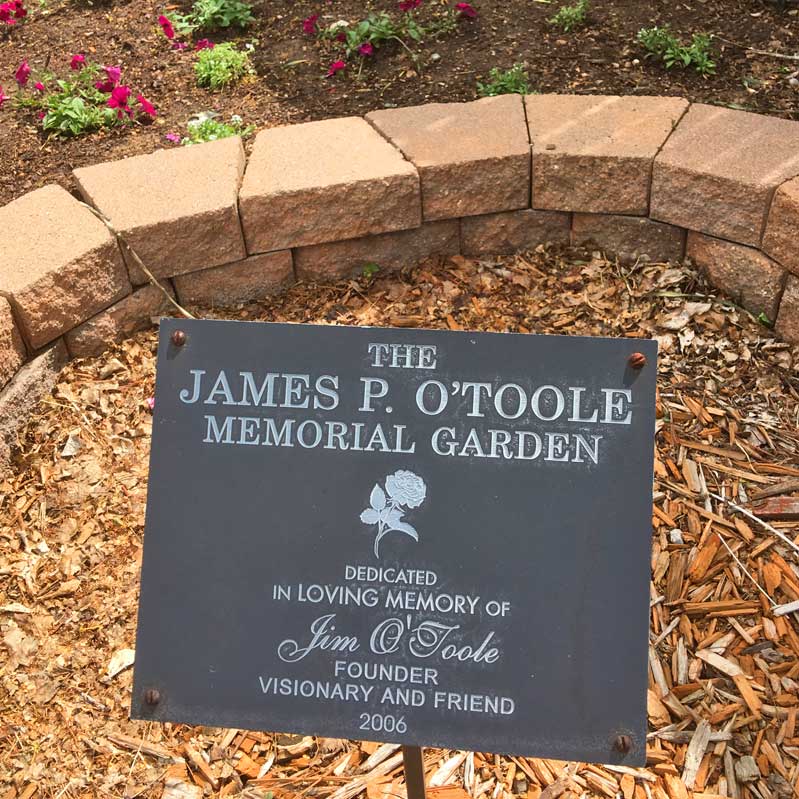 THE
JAMES P. O'TOOLE
MEMORIAL GARDEN
DEDICATED
IN LOVING MEMORY OF
Jim O'Toole
FOUNDER
VISIONARY AND FRIEND
2006